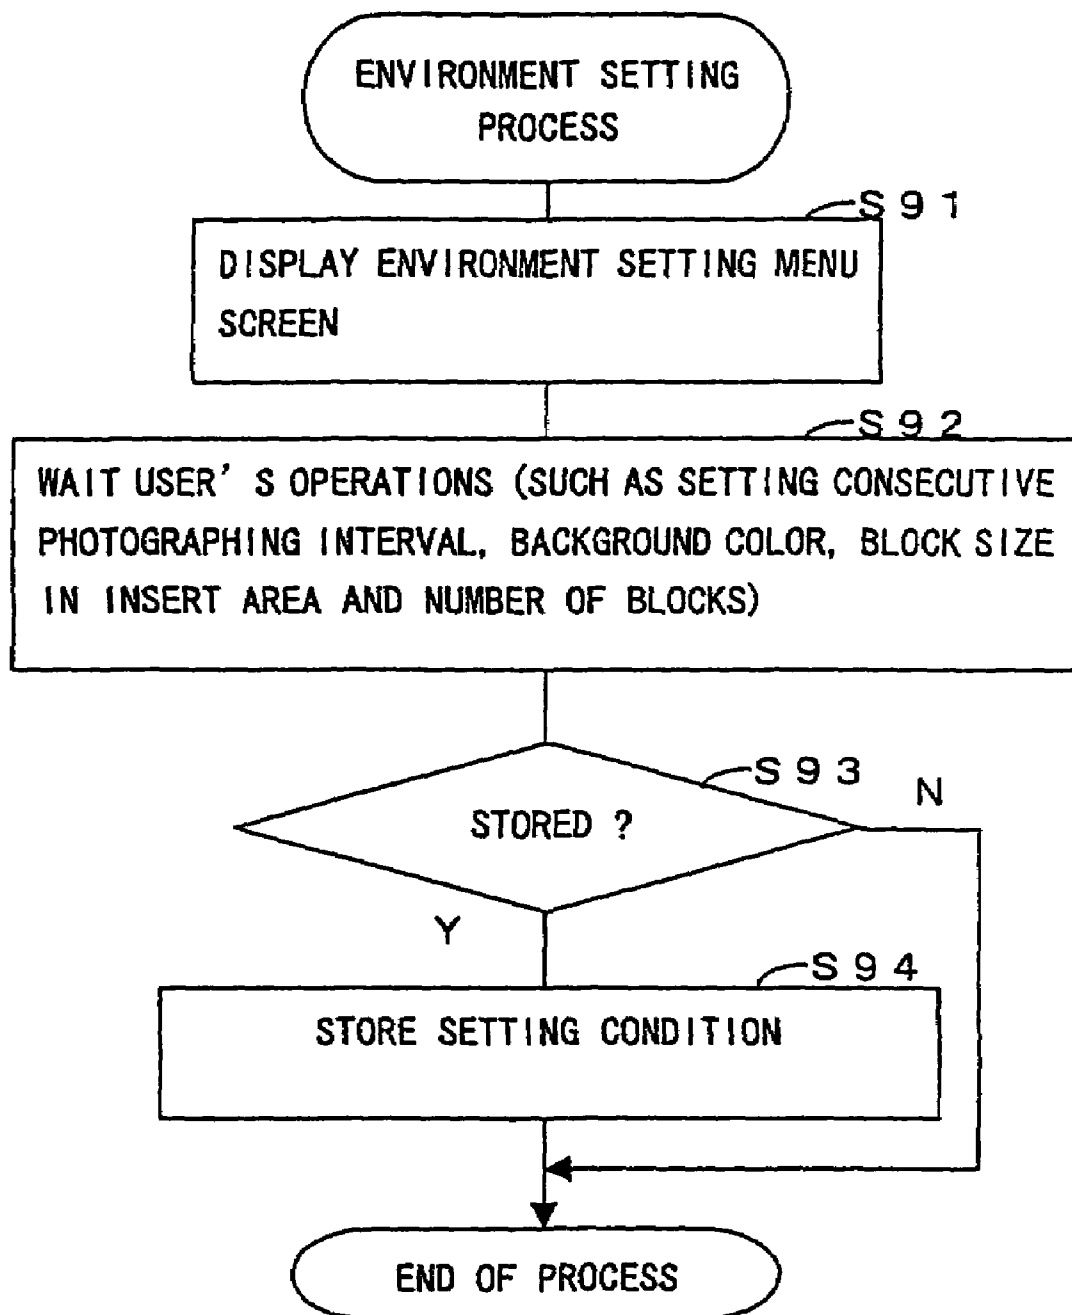 ENVIRONMENT SETTING
PROCESS
S91
DISPLAY ENVIRONMENT SETTING MENU
SCREEN
S92
WAIT USER'S OPERATIONS (SUCH AS SETTING CONSECUTIVE
PHOTOGRAPHING INTERVAL, BACKGROUND COLOR, BLOCK SIZE
IN INSERT AREA AND NUMBER OF BLOCKS)
S93
N
STORED ?
Y
S94
STORE SETTING CONDITION
END OF PROCESS